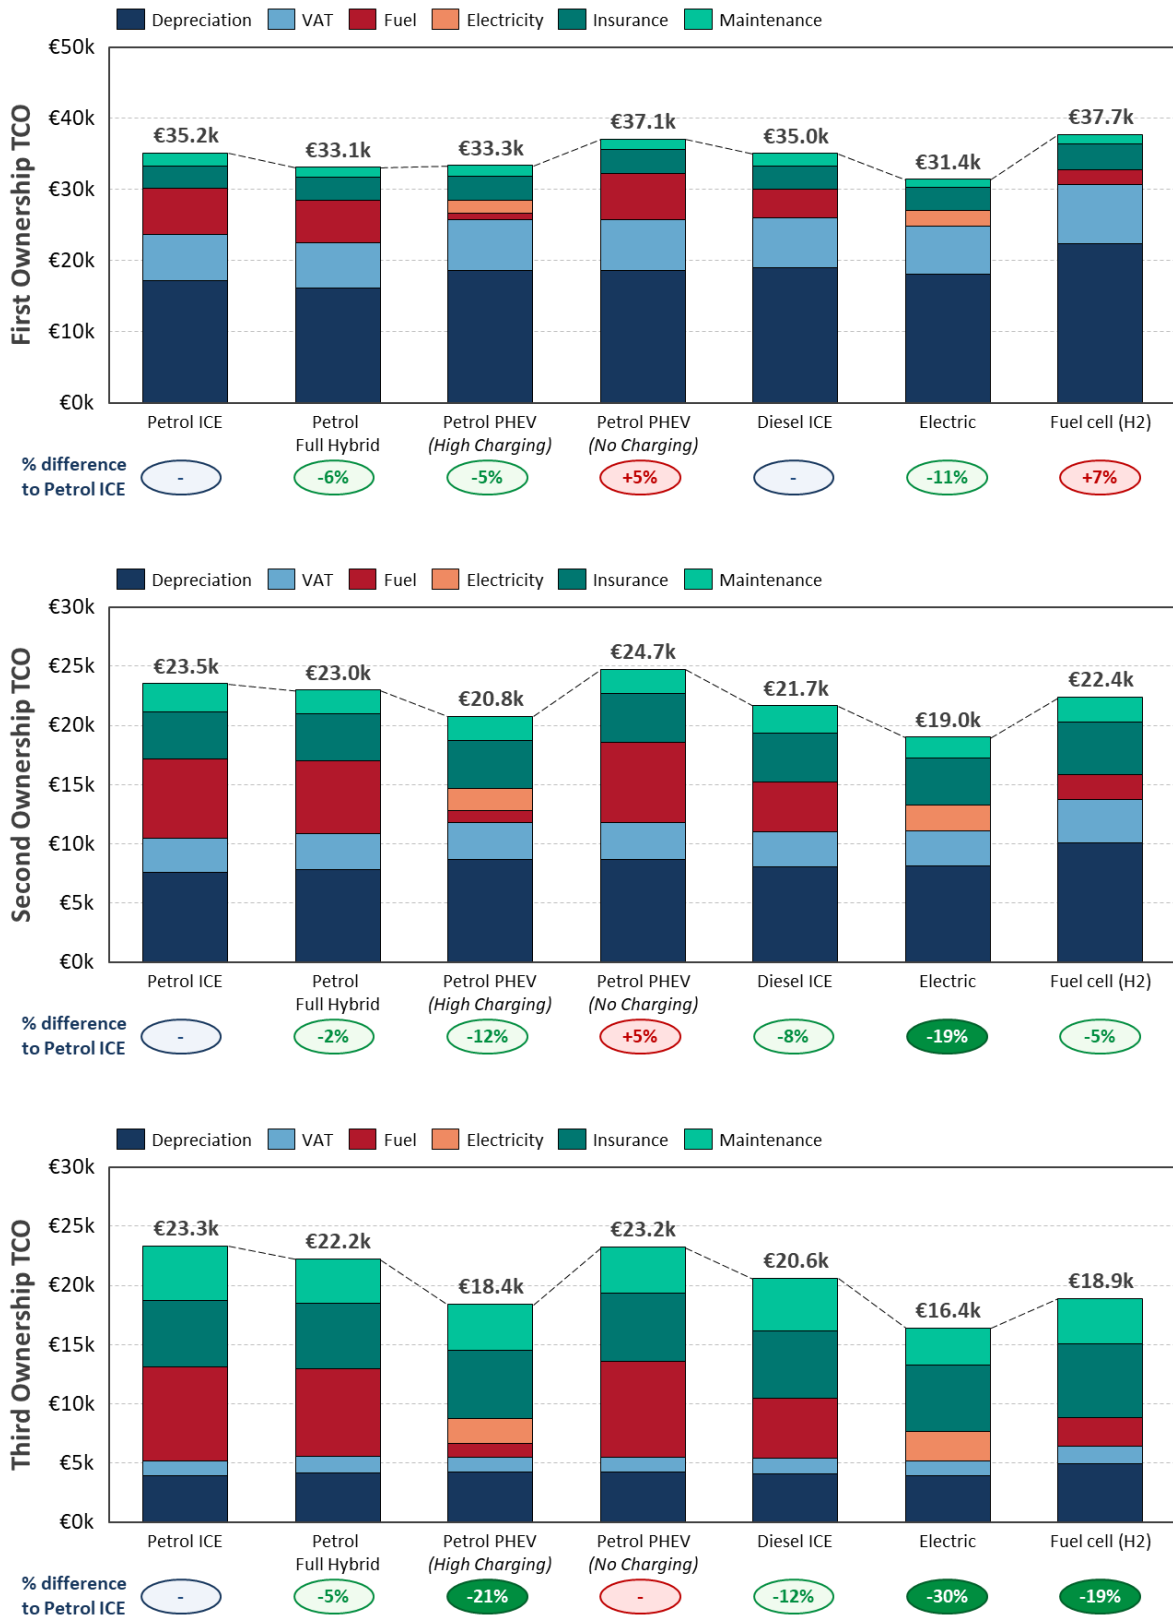 Depreciation VAT Fuel Electricity Insurance Maintenance
First Ownership TCO
€50k
€40k
€30k
€20k
€10k
€0k
€35.2k €33.1k €33.3k €37.1k €35.0k €31.4k €37.7k
Petrol ICE Petrol Petrol PHEV Petrol PHEV Diesel ICE Electric Fuel cell (H2)
Full Hybrid (High Charging) (No Charging)
% difference
to Petrol ICE
- -6% -5% +5% - -11% +7%
Depreciation VAT Fuel Electricity Insurance Maintenance
Second Ownership TCO
€30k
€25k
€20k
€15k
€10k
€5k
€0k
€23.5k €23.0k €20.8k €24.7k €21.7k €19.0k €22.4k
Petrol ICE Petrol Petrol PHEV Petrol PHEV Diesel ICE Electric Fuel cell (H2)
Full Hybrid (High Charging) (No Charging)
% difference
to Petrol ICE
- -2% -12% +5% -8% -19% -5%
Depreciation VAT Fuel Electricity Insurance Maintenance
Third Ownership TCO
€30k
€25k
€20k
€15k
€10k
€5k
€0k
€23.3k €22.2k €18.4k €23.2k €20.6k €16.4k €18.9k
Petrol ICE Petrol Petrol PHEV Petrol PHEV Diesel ICE Electric Fuel cell (H2)
Full Hybrid (High Charging) (No Charging)
% difference
to Petrol ICE
- -5% -21% - -12% -30% -19%